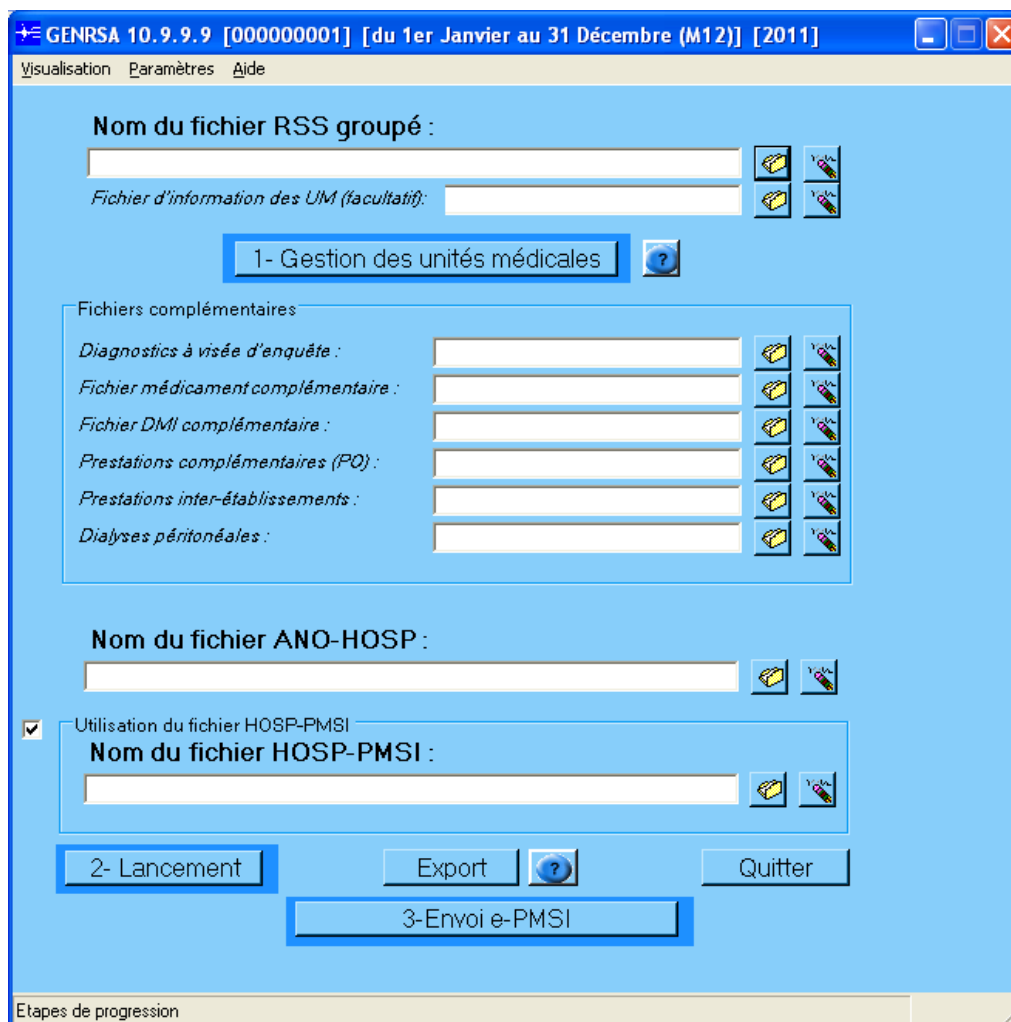 GENRSA 10.9.9.9 [000000001] [du 1er Janvier au 31 Décembre (M12)] [2011]
Visualisation Paramètres Aide
Nom du fichier RSS groupé :
Fichier d'information des UM (facultatif):
1- Gestion des unités médicales
?
Fichiers complémentaires
Diagnostics à visée d'enquête :
Fichier médicament complémentaire :
Fichier DMI complémentaire :
Prestations complémentaires (PO) :
Prestations inter-établissements :
Dialyses péritonéales :
Nom du fichier ANO-HOSP :
Utilisation du fichier HOSP-PMSI
Nom du fichier HOSP-PMSI :
2- Lancement Export ? Quitter
3-Envoi e-PMSI
Etapes de progression